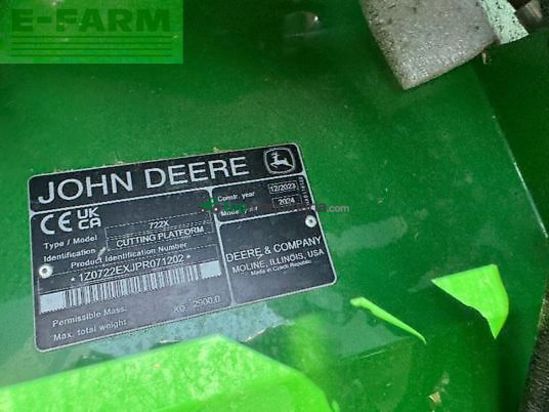 E-FARM
JOHN DEERE
CE UK CA
Constr. year 12/2023
Model year 2024
Type / Model 722X
Identification CUTTING PLATFORM
Product Identification Number
*1Z0722EXJPR071202*
DEERE & COMPANY
MOLINE, ILLINOIS, USA
Made in Czech Republic
Permissible Mass:
Max. total weight KG 2500,0